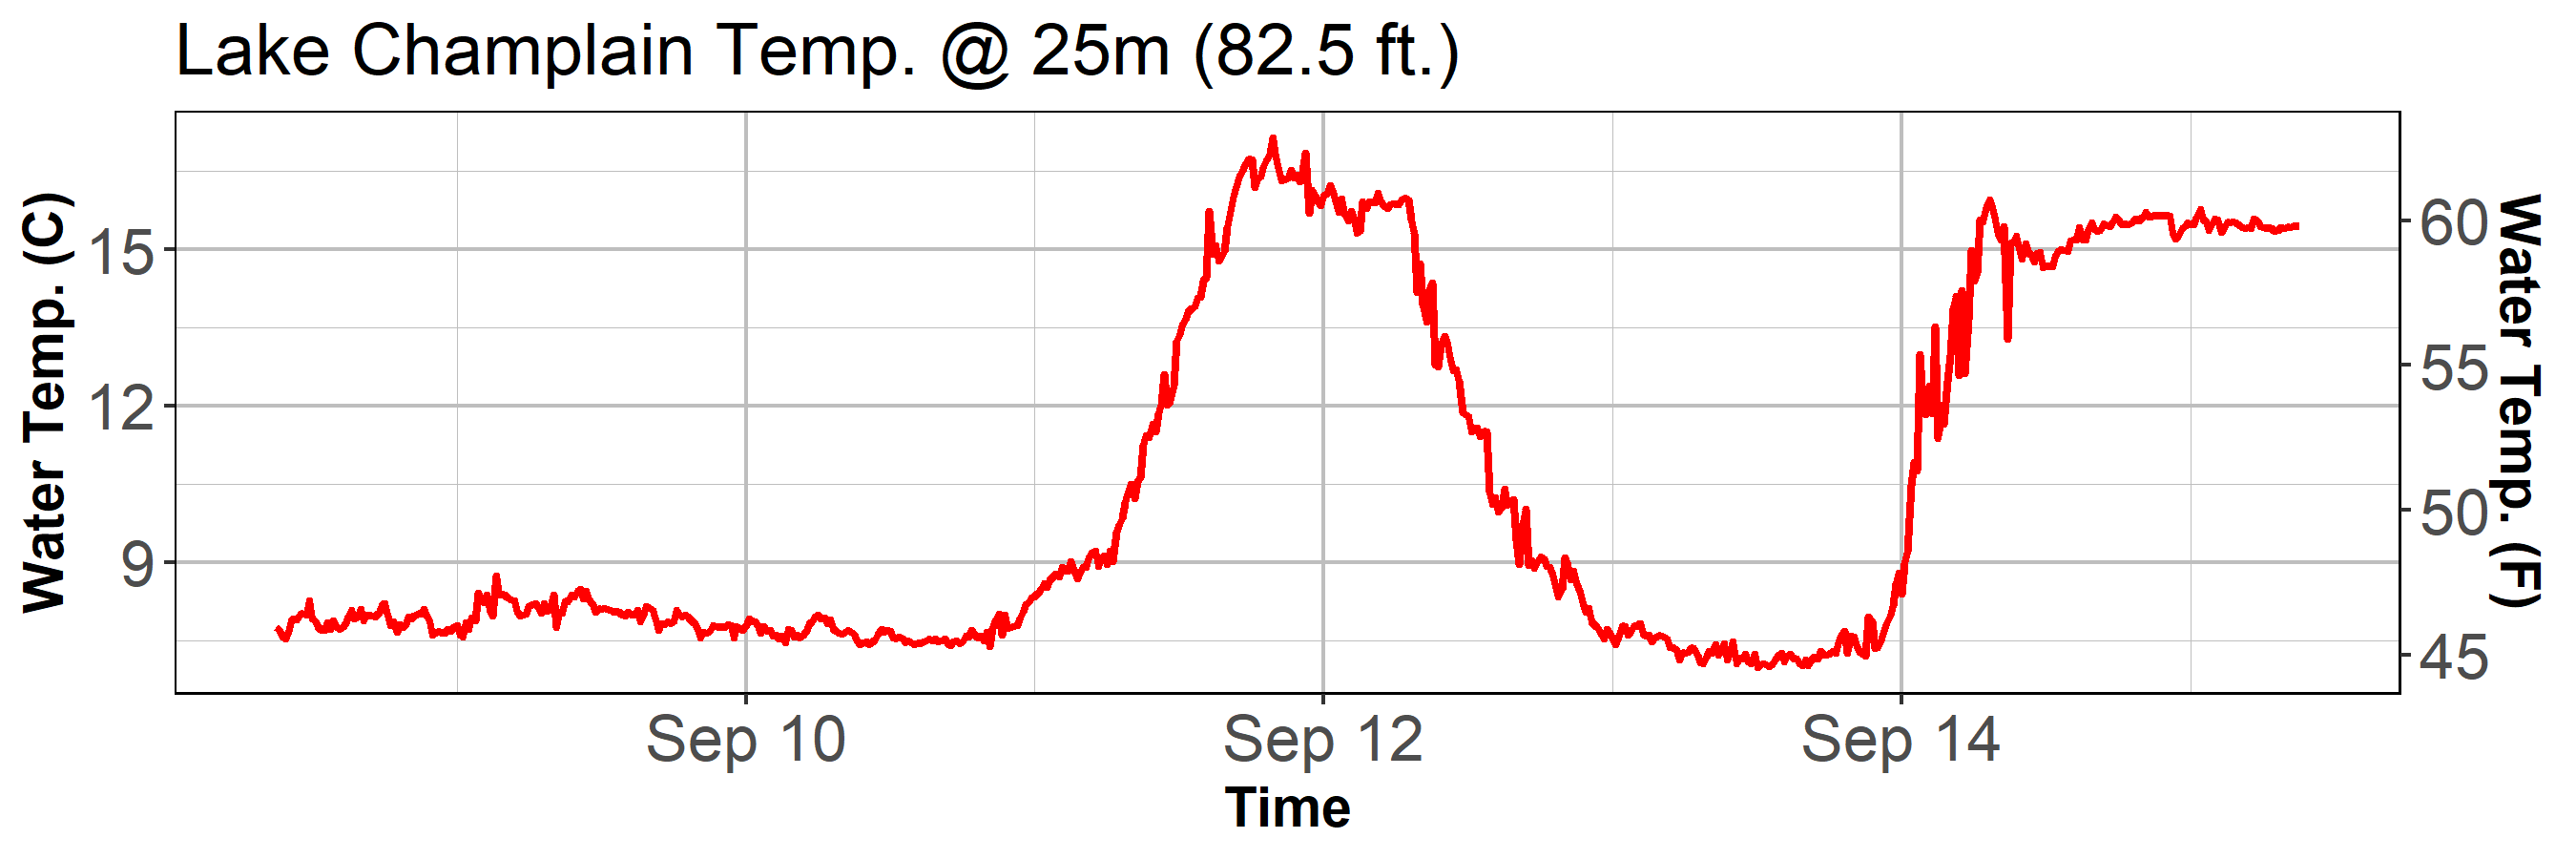 Lake Champlain Temp. @ 25m (82.5 ft.)
Water Temp. (C)
15
12
9
60
55
50
45
Water Temp. (F)
Sep 10 Sep 12 Sep 14
Time